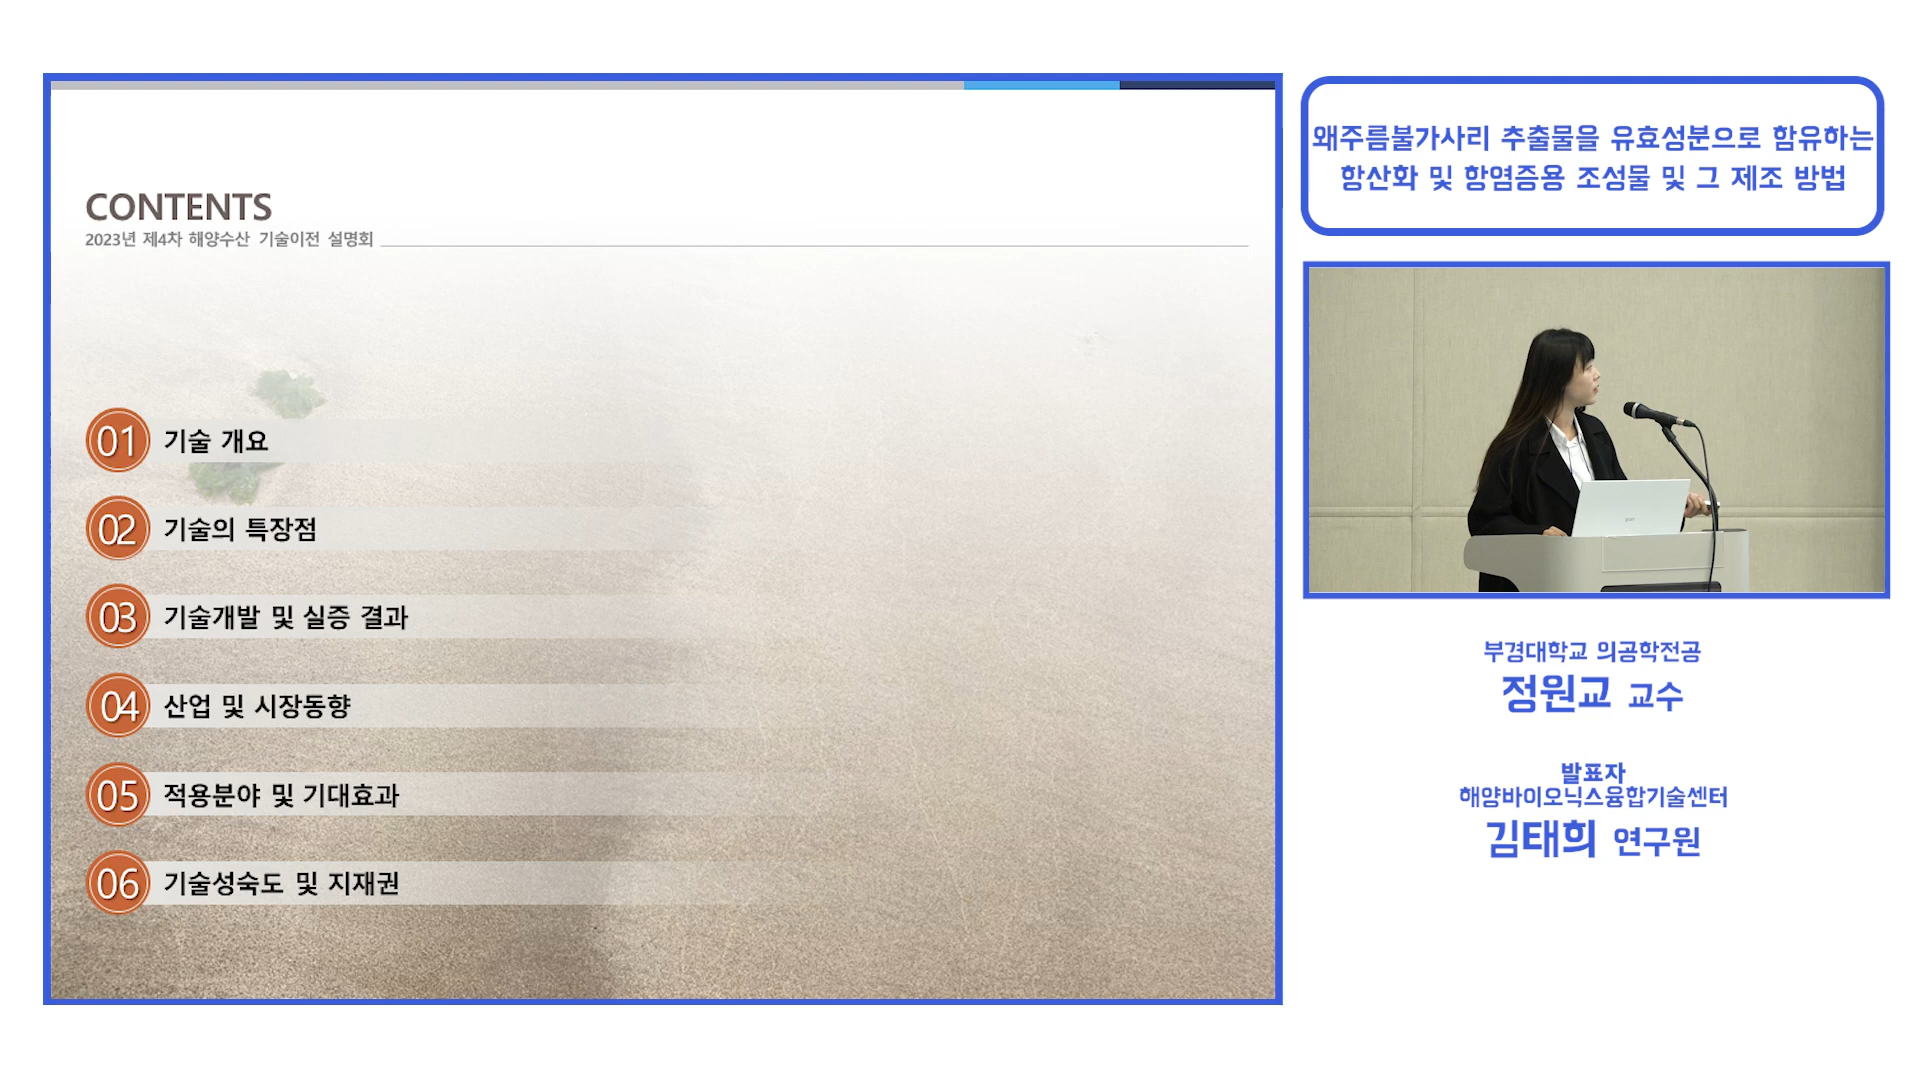 CONTENTS
2023년 제4차 해양수산 기술이전 설명회
01 기술 개요
02 기술의 특장점
03 기술개발 및 실증 결과
04 산업 및 시장동향
05 적용분야 및 기대효과
06 기술성숙도 및 지재권
왜주름불가사리 추출물을 유효성분으로 함유하는
항산화 및 항염증용 조성물 및 그 제조 방법
부경대학교 의공학전공
정원교 교수
발표자
해양바이오닉스융합기술센터
김태희 연구원